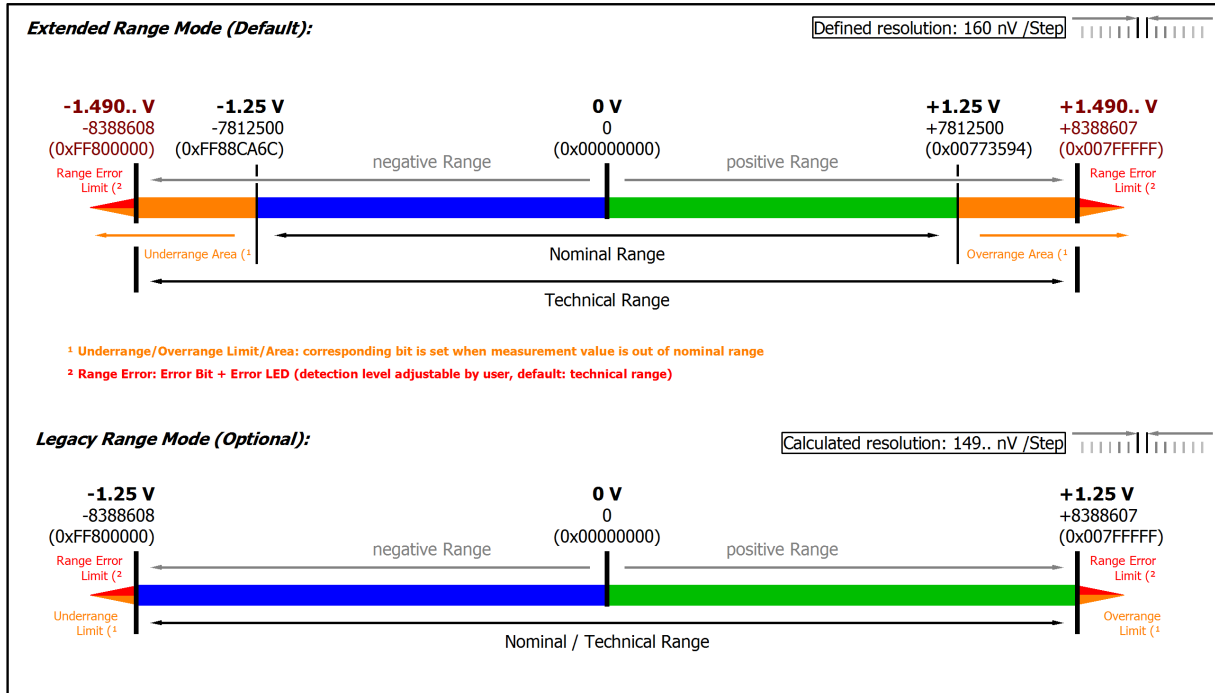 Extended Range Mode (Default):
Defined resolution: 160 nV /Step
-1.490.. V
-8388608
(0xFF800000)
-1.25 V
-7812500
(0xFF88CA6C)
0 V
0
(0x00000000)
+1.25 V
+7812500
(0x00773594)
+1.490.. V
+8388607
(0x007FFFFF)
negative Range
positive Range
Range Error
Limit (²
Range Error
Limit (²
Underrange Area (¹
Nominal Range
Overrange Area (¹
Technical Range
¹ Underrange/Overrange Limit/Area: corresponding bit is set when measurement value is out of nominal range
² Range Error: Error Bit + Error LED (detection level adjustable by user, default: technical range)
Legacy Range Mode (Optional):
Calculated resolution: 149.. nV /Step
-1.25 V
-8388608
(0xFF800000)
0 V
0
(0x00000000)
+1.25 V
+8388607
(0x007FFFFF)
negative Range
positive Range
Range Error
Limit (²
Range Error
Limit (²
Underrange
Limit (¹
Overrange
Limit (¹
Nominal / Technical Range